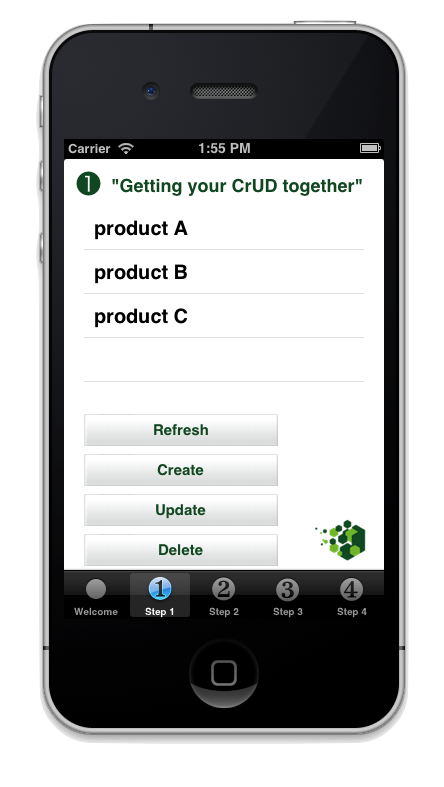 Carrier 1:55 PM
1 "Getting your CrUD together"
product A
product B
product C
Refresh
Create
Update
Delete
1 2 3 4
Welcome Step 1 Step 2 Step 3 Step 4